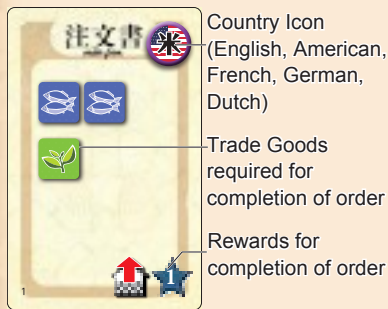 注文書
米
Country Icon
(English, American,
French, German,
Dutch)
Trade Goods
required for
completion of order
Rewards for
completion of order
1
1